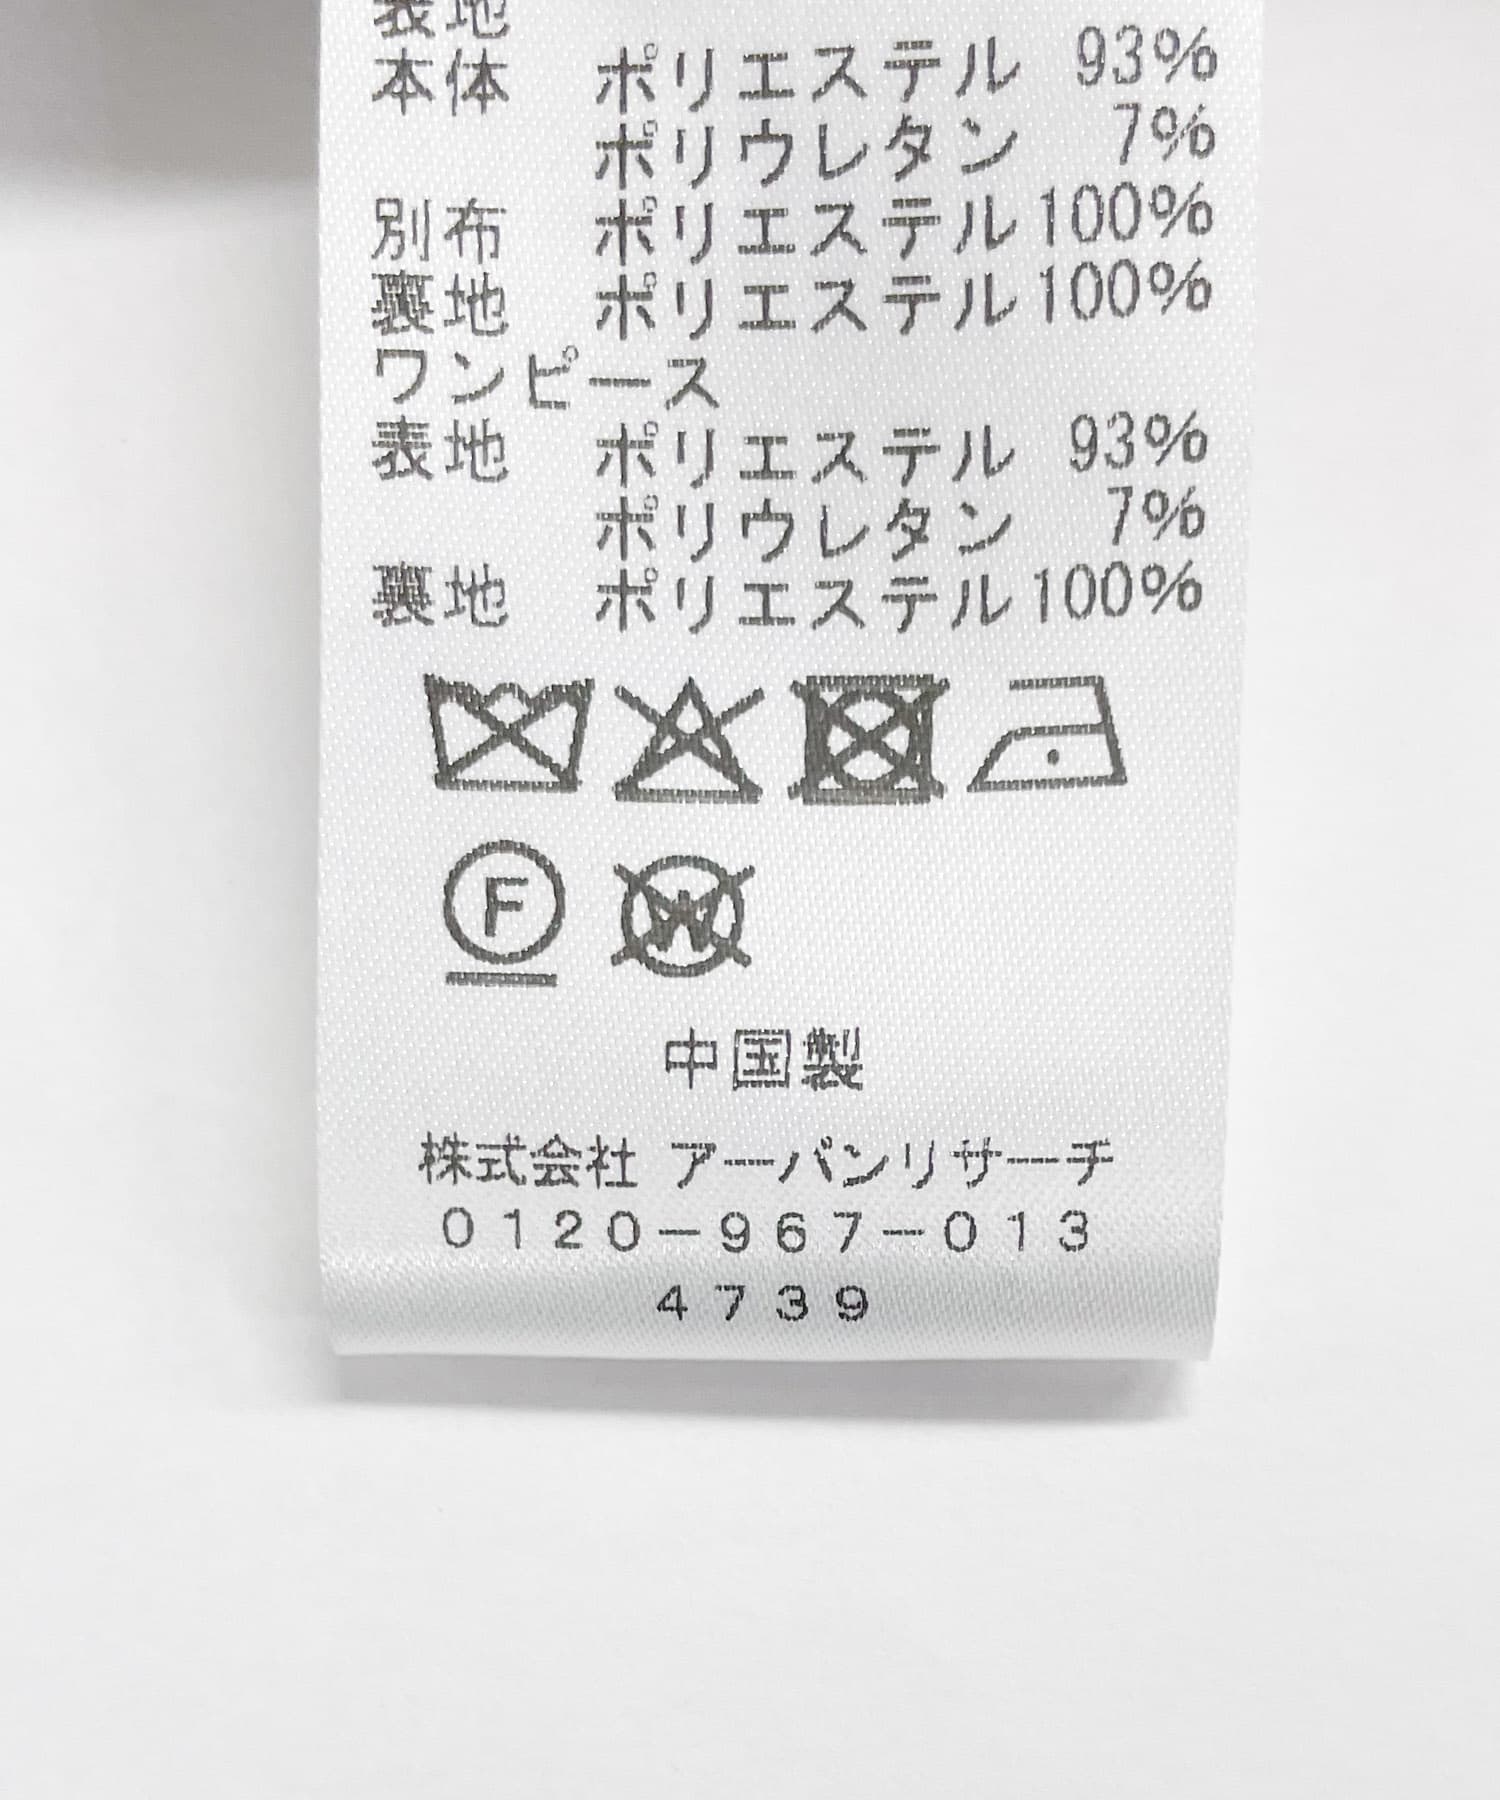 表地
本体 ポリエステル 93%
ポリウレタン 7%
別布 ポリエステル 100%
裏地 ポリエステル 100%
ワンピース
表地 ポリエステル 93%
ポリウレタン 7%
裏地 ポリエステル 100%
F
W
中国製
株式会社 アーバンリサーチ
0120-967-013
4739